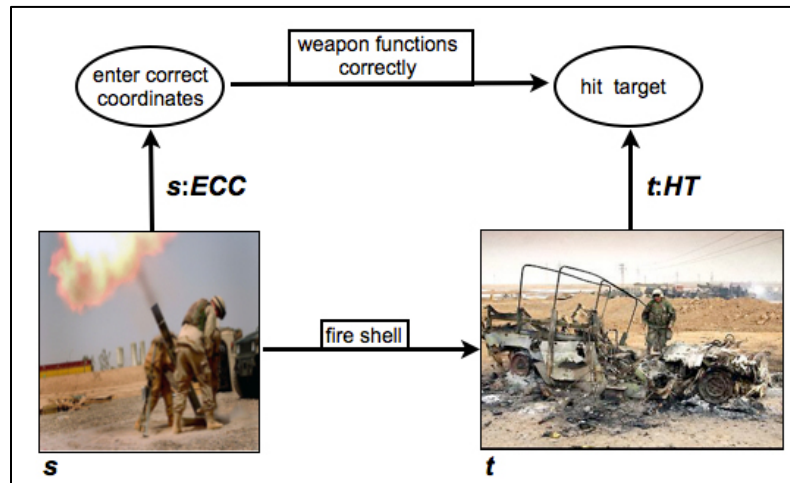 weapon functions
correctly
enter correct
coordinates
hit target
s:ECC
t:HT
fire shell
s
t